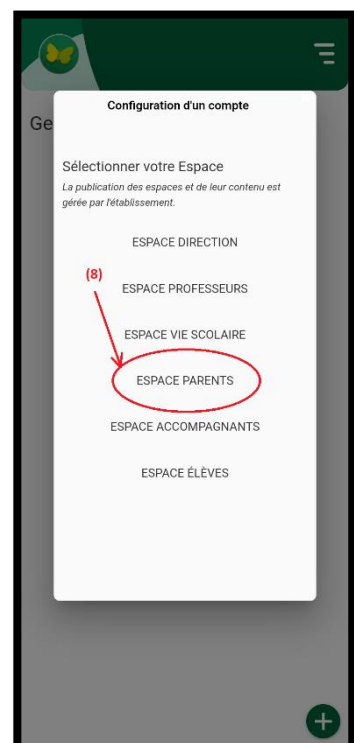 Configuration d'un compte
Ge
Sélectionner votre Espace
La publication des espaces et de leur contenu est
gérée par l'établissement.
ESPACE DIRECTION
(8)
ESPACE PROFESSEURS
ESPACE VIE SCOLAIRE
ESPACE PARENTS
ESPACE ACCOMPAGNANTS
ESPACE ÉLÈVES